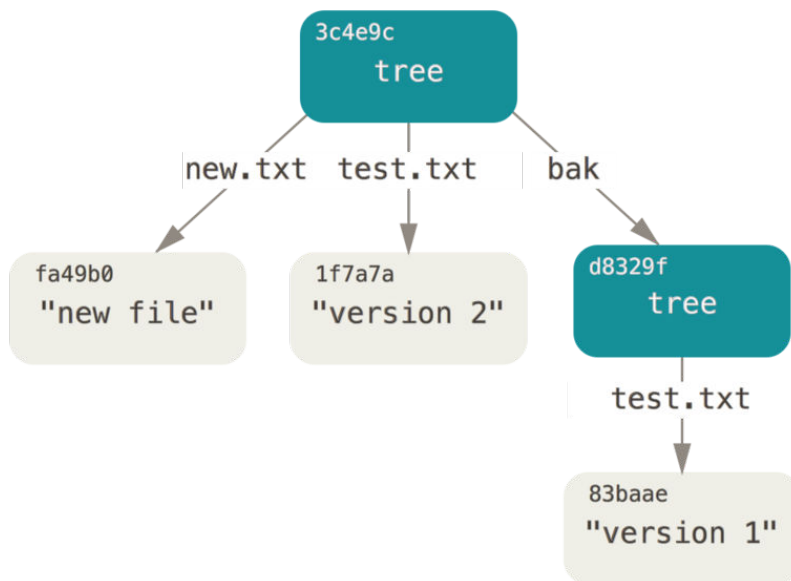 3c4e9c
tree
new.txt test.txt bak
fa49b0
"new file"
1f7a7a
"version 2"
d8329f
tree
test.txt
83baae
"version 1"